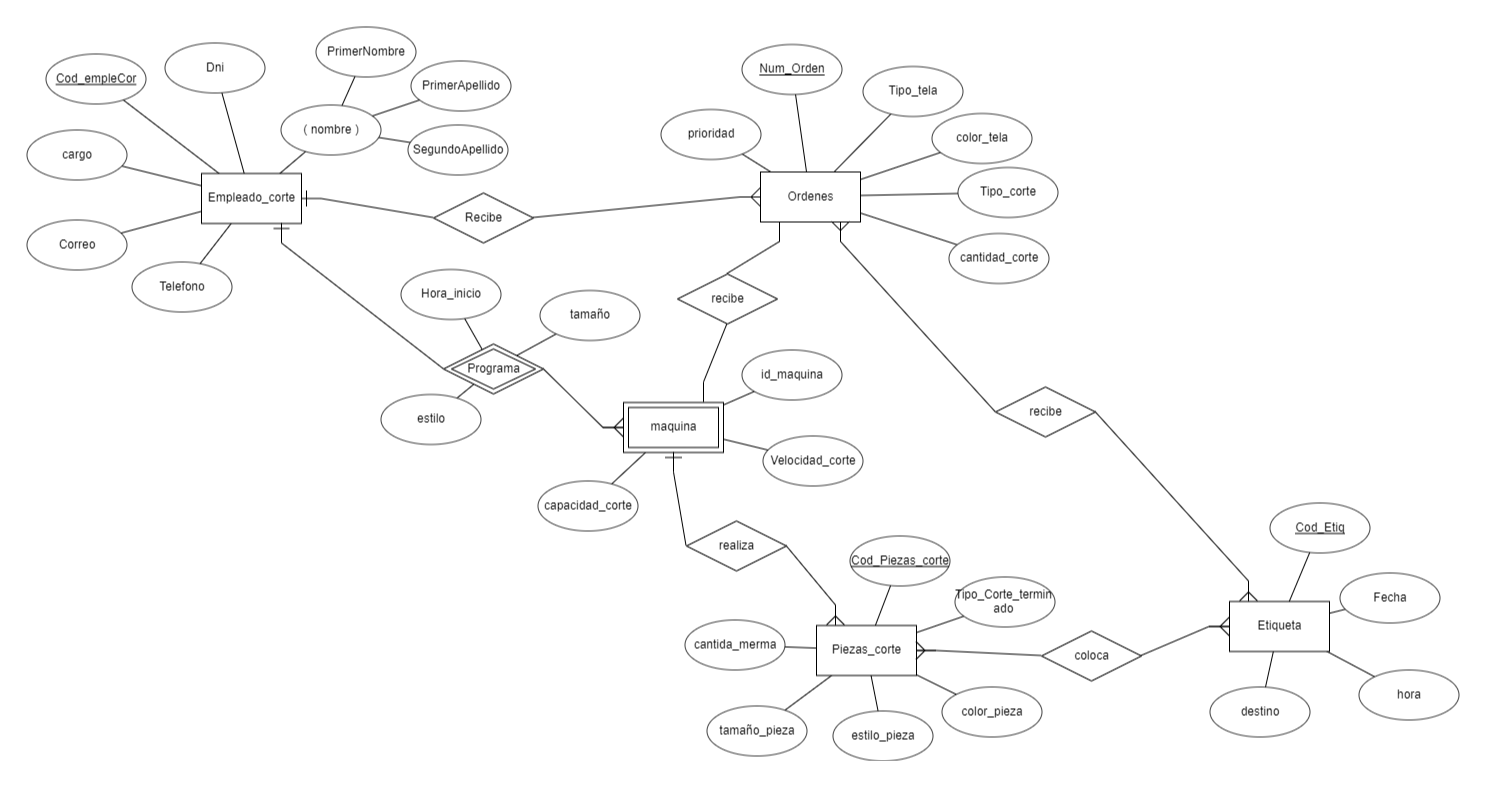 PrimerNombre
Cod_empleCor
Dni
Num_Orden
PrimerApellido
Tipo_tela
( nombre )
prioridad
color_tela
cargo
SegundoApellido
Tipo_corte
Empleado_corte
Ordenes
Recibe
Correo
cantidad_corte
Telefono
Hora_inicio
recibe
tamaño
Programa
id_maquina
estilo
maquina
recibe
Velocidad_corte
capacidad_corte
Cod_Etiq
realiza
Cod_Piezas_corte
Tipo_Corte_termin
ado
Fecha
Etiqueta
cantida_merma
Piezas_corte
coloca
hora
color_pieza
destino
tamaño_pieza
estilo_pieza